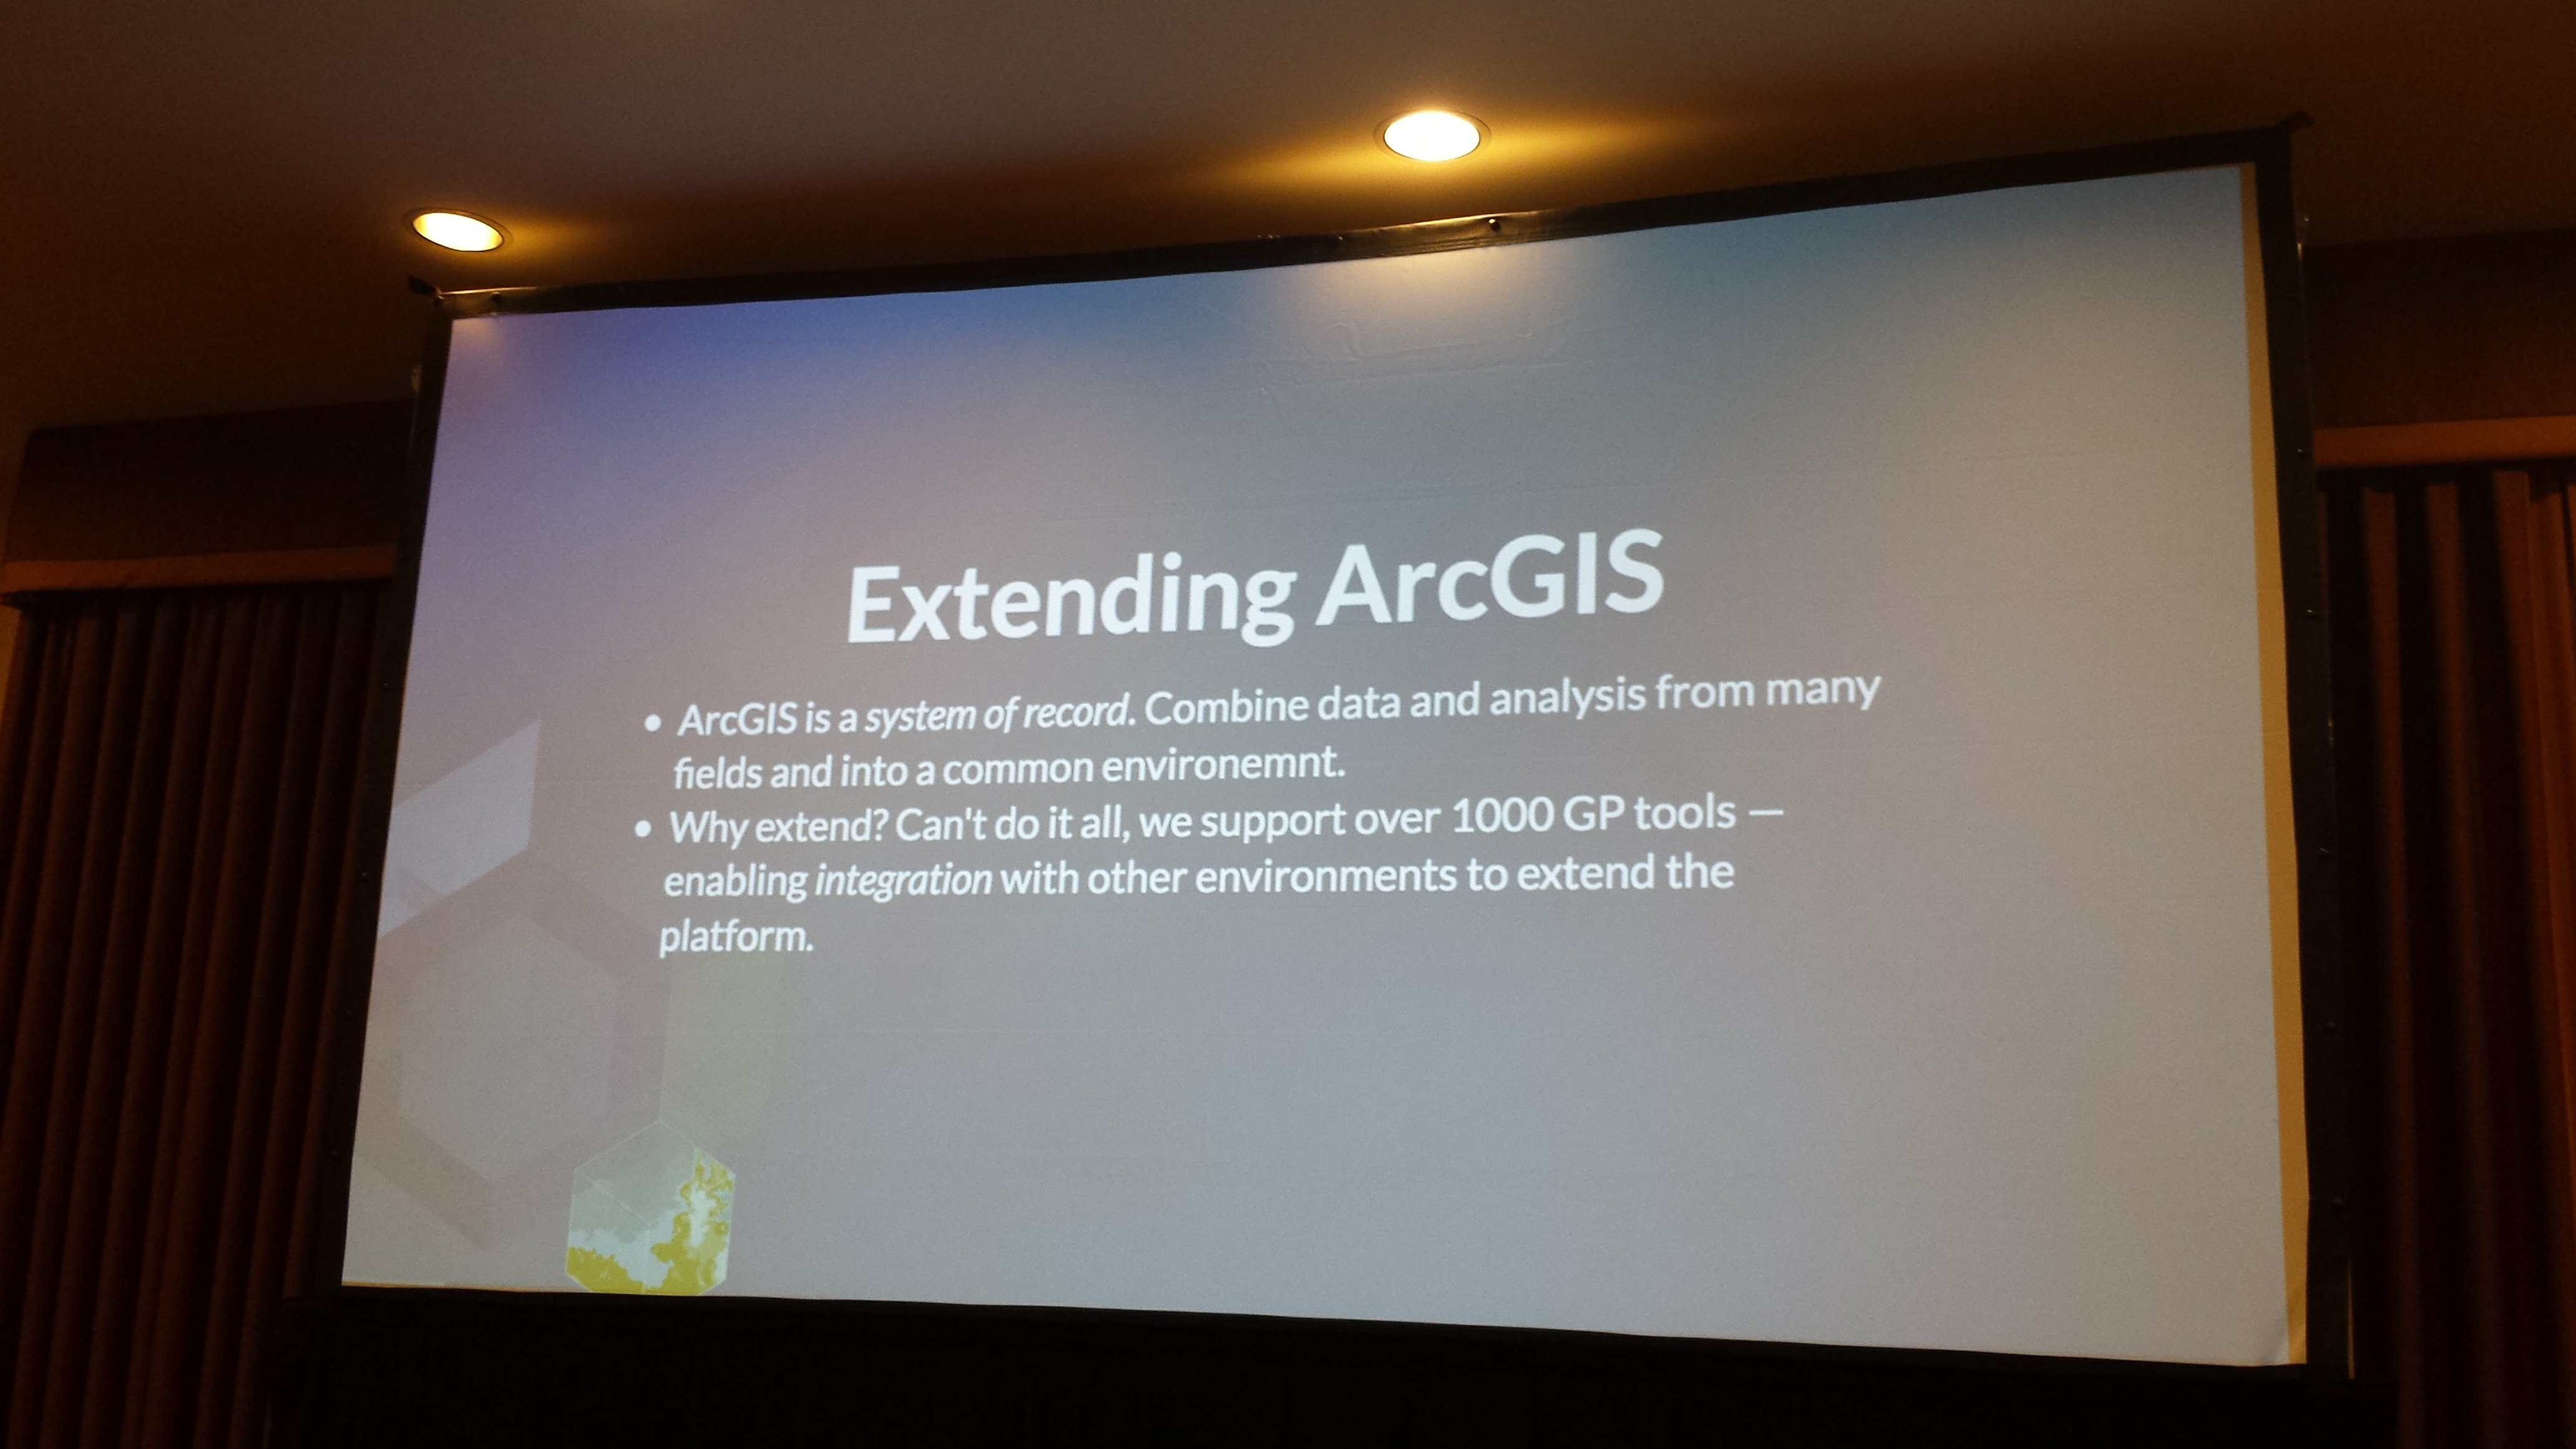 Extending ArcGIS
• ArcGIS is a system of record. Combine data and analysis from many
fields and into a common environemnt.
• Why extend? Can't do it all, we support over 1000 GP tools —
enabling integration with other environments to extend the
platform.